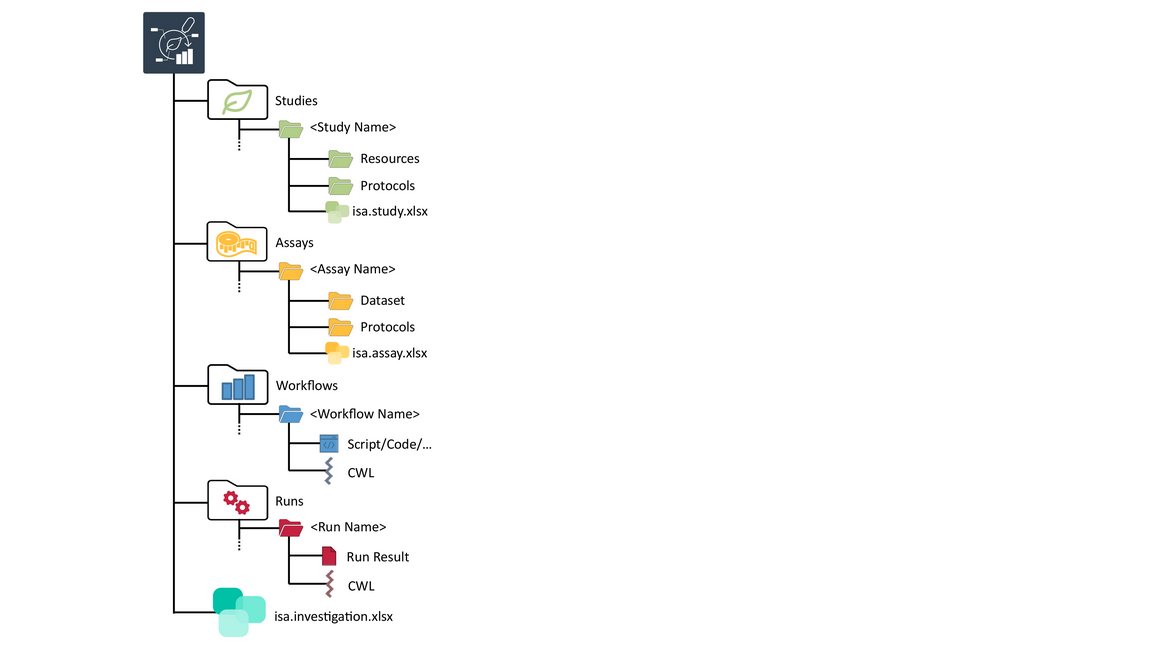 Studies
<Study Name>
Resources
Protocols
isa.study.xlsx
Assays
<Assay Name>
Dataset
Protocols
isa.assay.xlsx
Workflows
<Workflow Name>
Script/Code/...
CWL
Runs
<Run Name>
Run Result
CWL
isa.investigation.xlsx